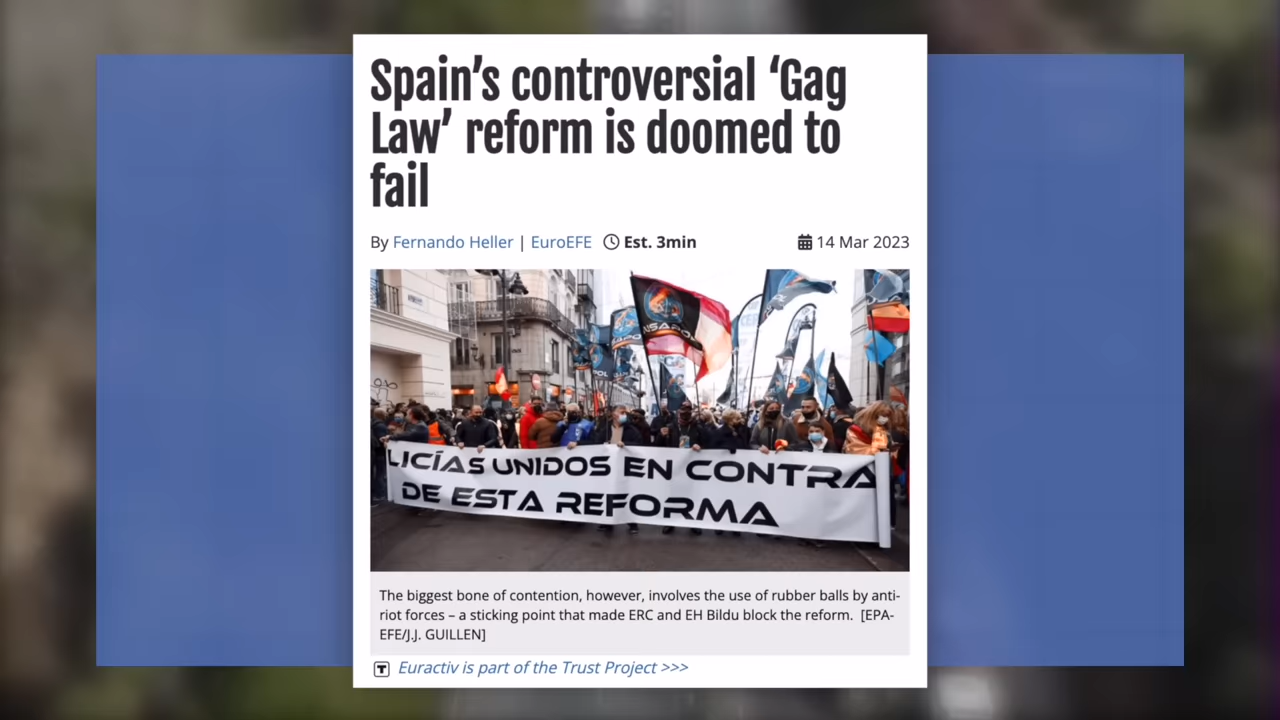 Spain’s controversial ‘Gag
Law’ reform is doomed to
fail
By Fernando Heller | EuroEFE Est. 3min 14 Mar 2023
LICÍAS UNIDOS EN CONTRA
DE ESTA REFORMA
The biggest bone of contention, however, involves the use of rubber balls by anti-
riot forces – a sticking point that made ERC and EH Bildu block the reform. [EPA-
EFE/J.J. GUILLEN]
T Euractiv is part of the Trust Project >>>